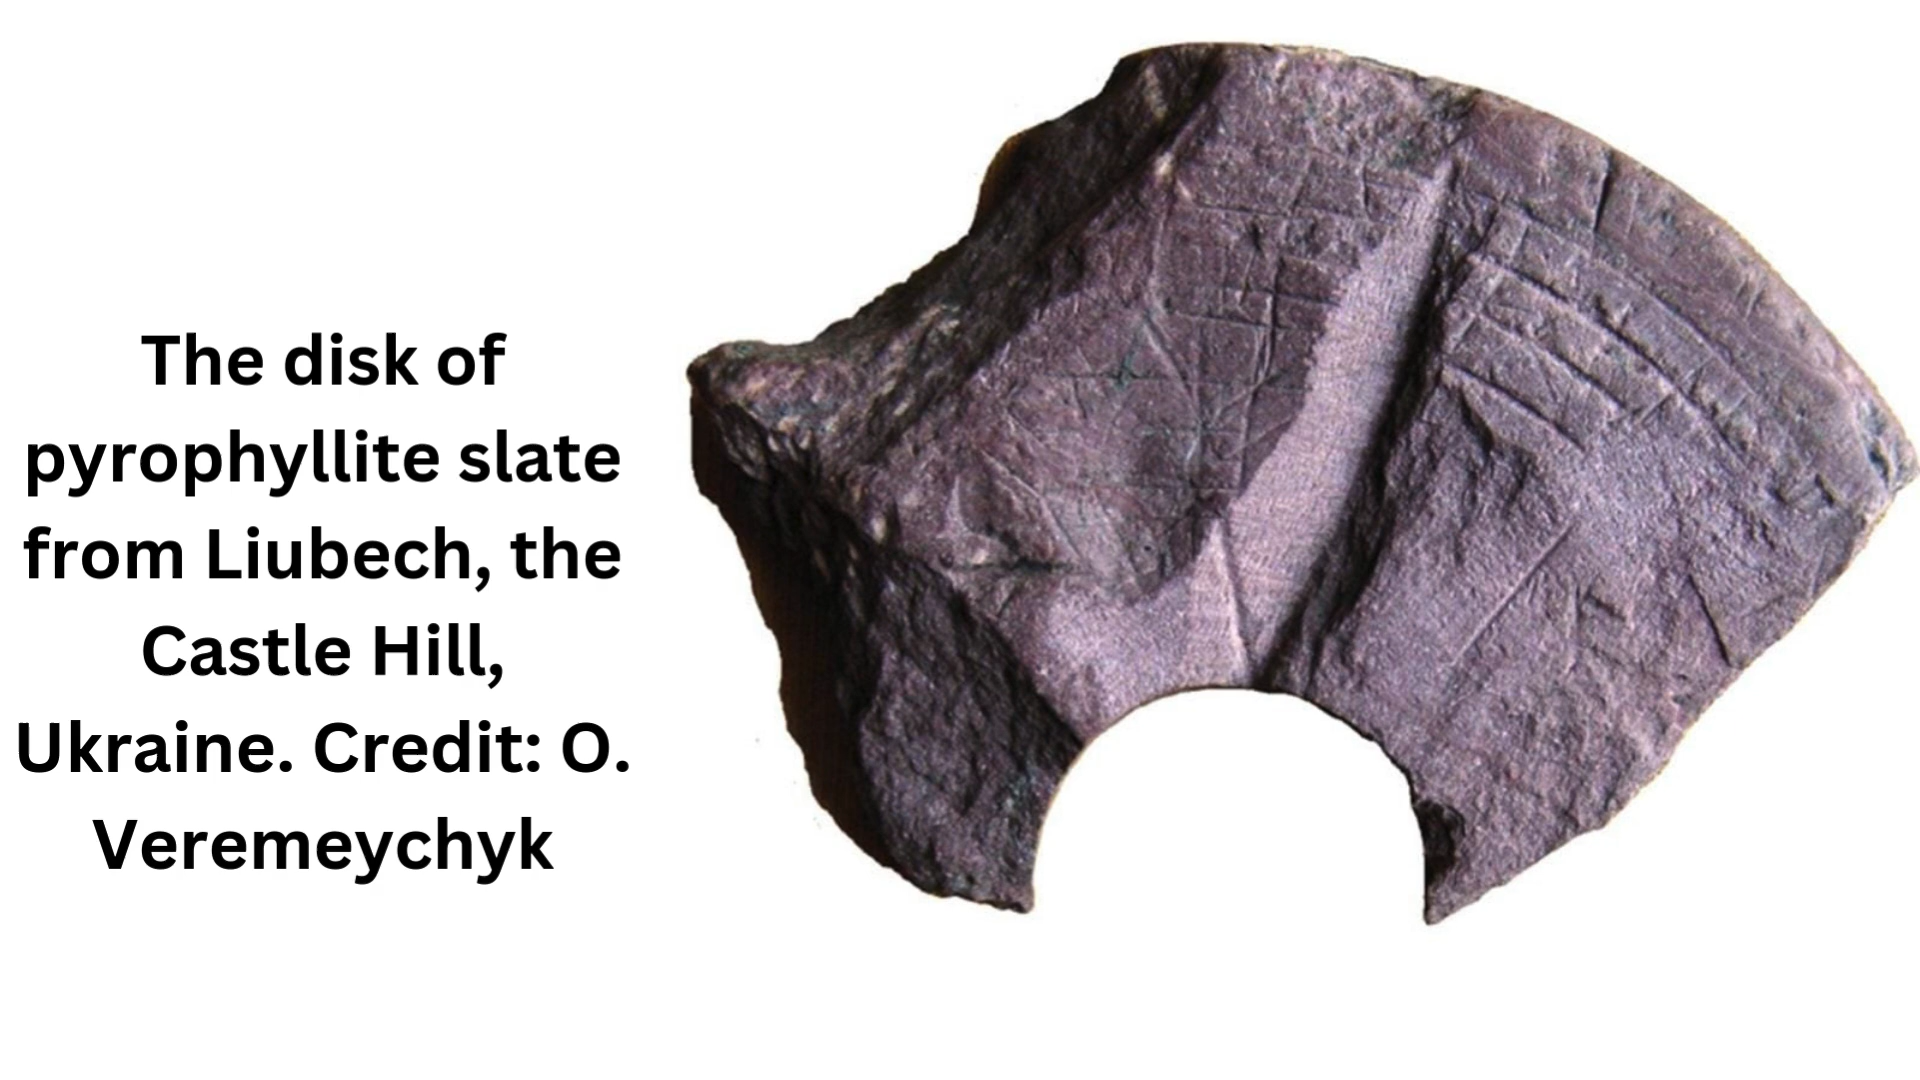 The disk of
pyrophyllite slate
from Liubech, the
Castle Hill,
Ukraine. Credit: O.
Veremeychyk